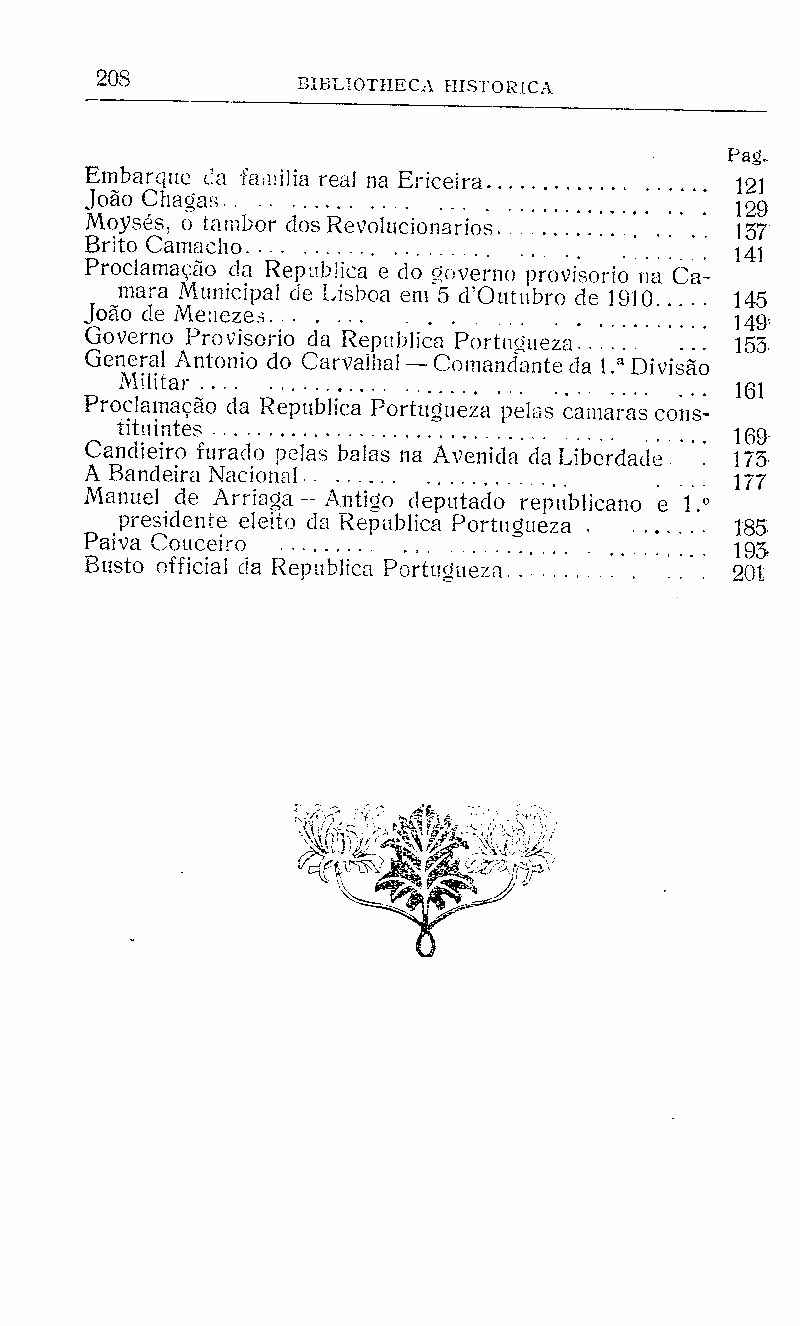 208 BIBLIOTHECA HISTORICA
Pag.
Embarque da familia real na Ericeira.................... 121
João Chagas.............................. 129
Moysés, o tambor dos Revolucionarios.................... 137
Brito Camacho.............................. 141
Proclamação da Republica e do governo provisorio na Ca-
mara Municipal de Lisboa em 5 d'Outubro de 1910..... 145
João de Menezes.............................. 149
Governo Provisorio da Republica Portugueza......... 153
General Antonio do Carvalhal — Comandante da 1.ª Divisão
Militar.............................. 161
Proclamação da Republica Portugueza pelas camaras cons-
tituintes.............................. 169
Candieiro furado pelas balas na Avenida da Liberdade.. 173
A Bandeira Nacional.............................. 177
Manuel de Arriaga — Antigo deputado republicano e 1.º
presidente eleito da Republica Portugueza......... 185
Paiva Couceiro.............................. 193
Busto official da Republica Portugueza.............. 201